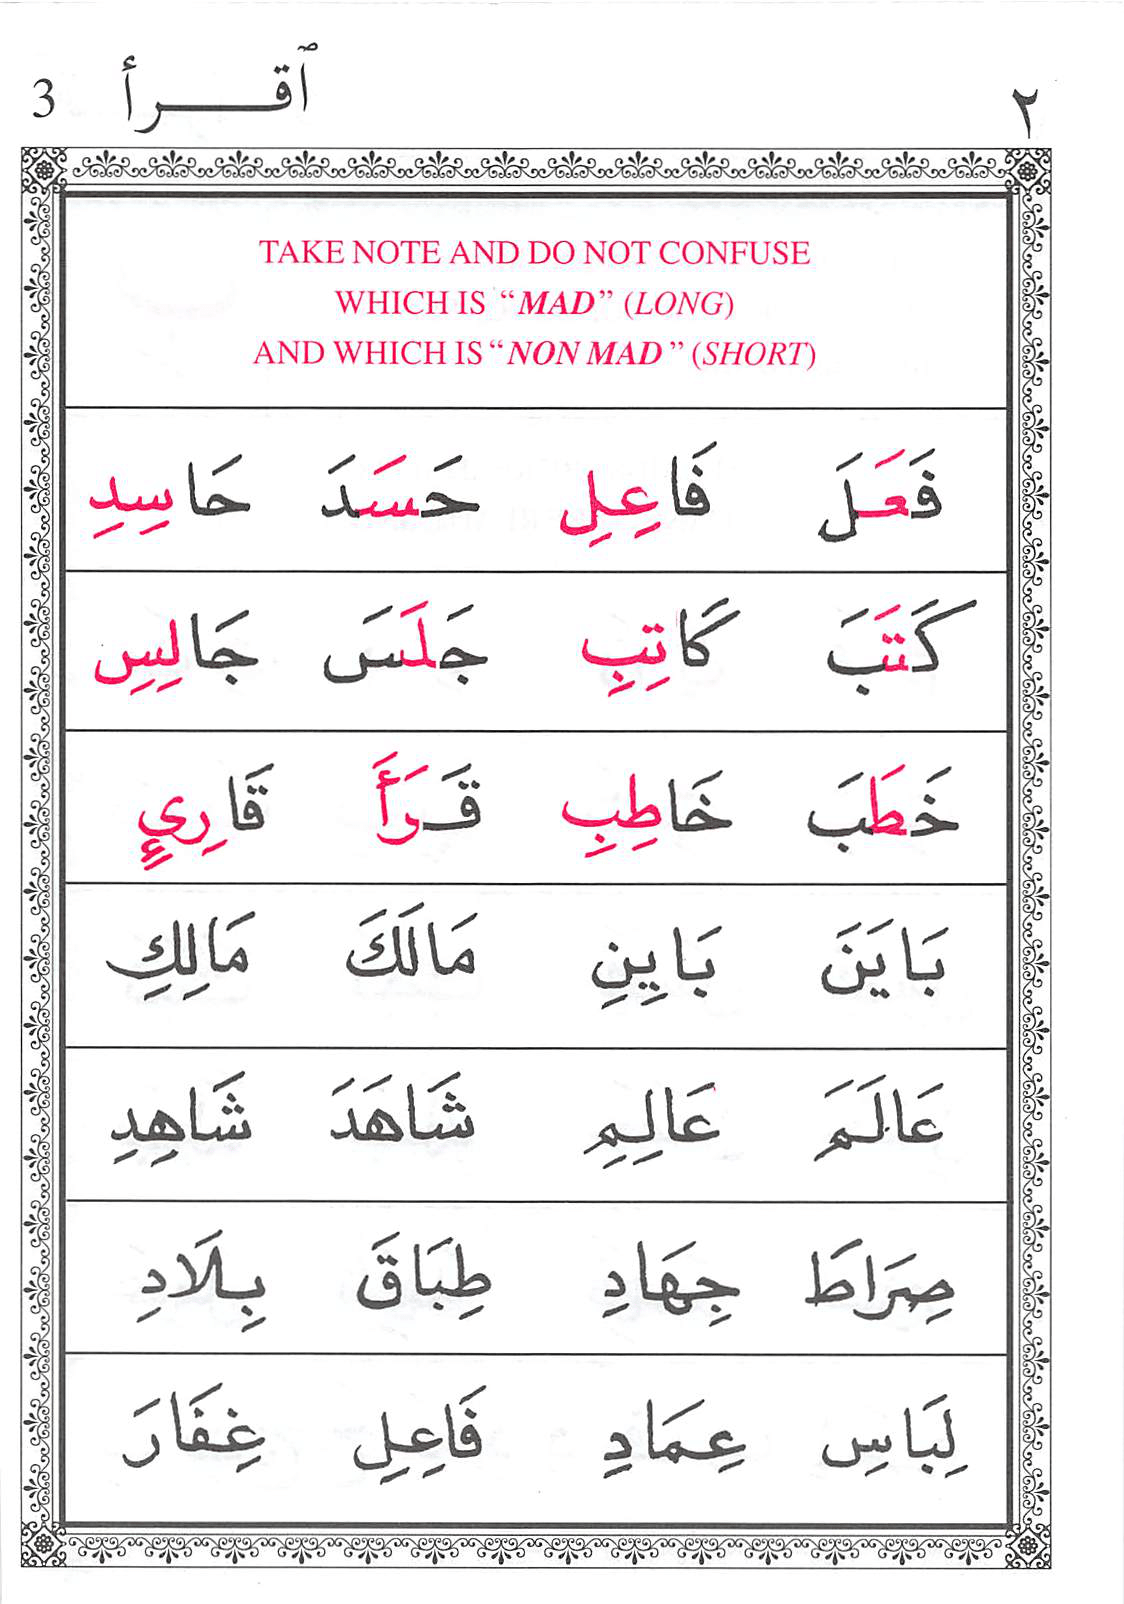 3 ٱقـــرأ ٢
TAKE NOTE AND DO NOT CONFUSE
WHICH IS “MAD” (LONG)
AND WHICH IS “NON MAD” (SHORT)
فَعَلَ فَاعِلِ حَسَدَ حَاسِدِ
كَتَبَ كَاتِبِ جَلَسَ جَالِسِ
خَطَبَ خَاطِبِ قَرَأَ قَارِيِٕ
بَايَنَ بَايِنِ مَالَكَ مَالِكِ
عَالَمَ عَالِمِ شَاهَدَ شَاهِدِ
صِرَاطَ جِهَادِ طِبَاقَ بِلَادِ
لِبَاسِ عِمَادِ فَاعِلِ غِفَارَ